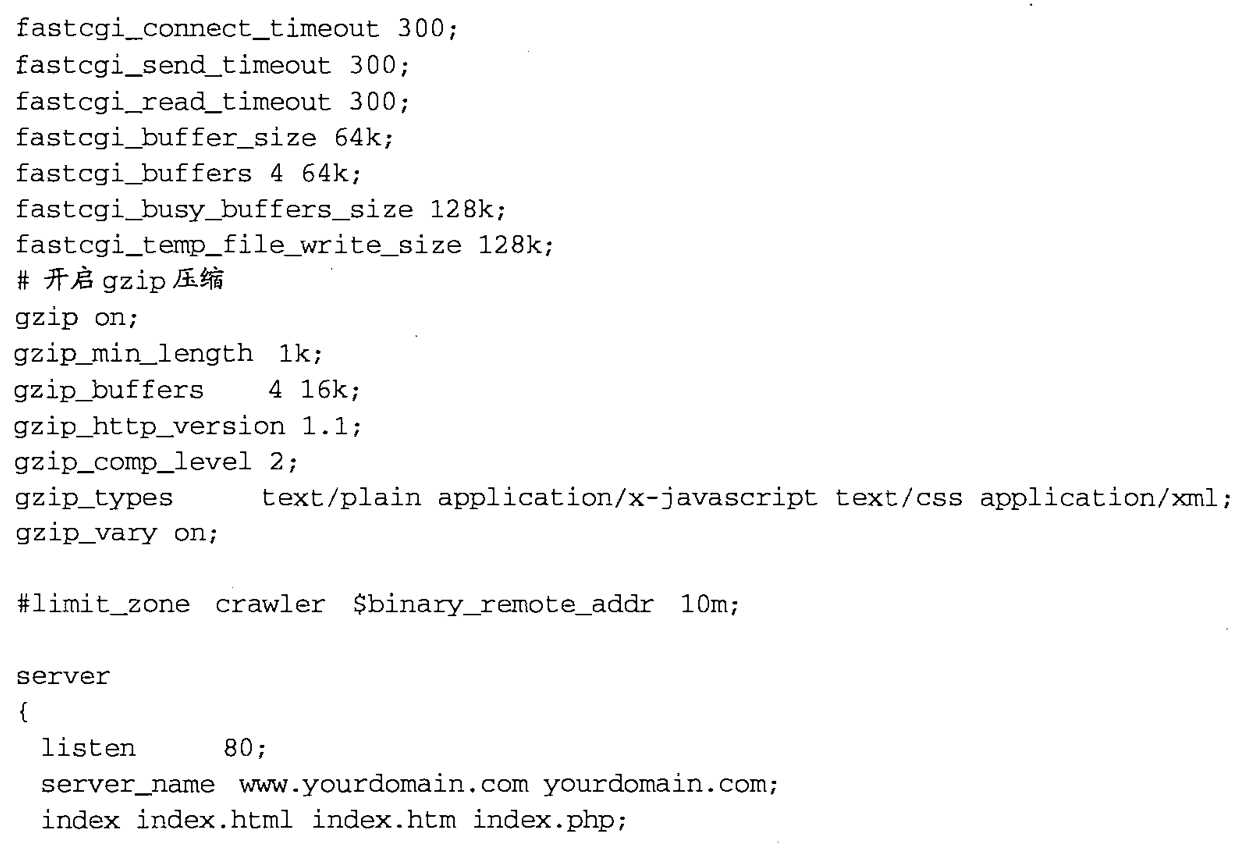 fastcgi_connect_timeout 300;
fastcgi_send_timeout 300;
fastcgi_read_timeout 300;
fastcgi_buffer_size 64k;
fastcgi_buffers 4 64k;
fastcgi_busy_buffers_size 128k;
fastcgi_temp_file_write_size 128k;
# 开启 gzip 压缩
gzip on;
gzip_min_length 1k;
gzip_buffers 4 16k;
gzip_http_version 1.1;
gzip_comp_level 2;
gzip_types text/plain application/x-javascript text/css application/xml;
gzip_vary on;
#limit_zone crawler $binary_remote_addr 10m;
server
{
listen 80;
server_name www.yourdomain.com yourdomain.com;
index index.html index.htm index.php;